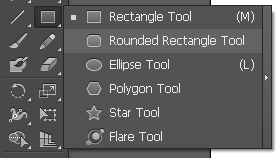 Rectangle Tool (M)
Rounded Rectangle Tool
Ellipse Tool (L)
Polygon Tool
Star Tool
Flare Tool